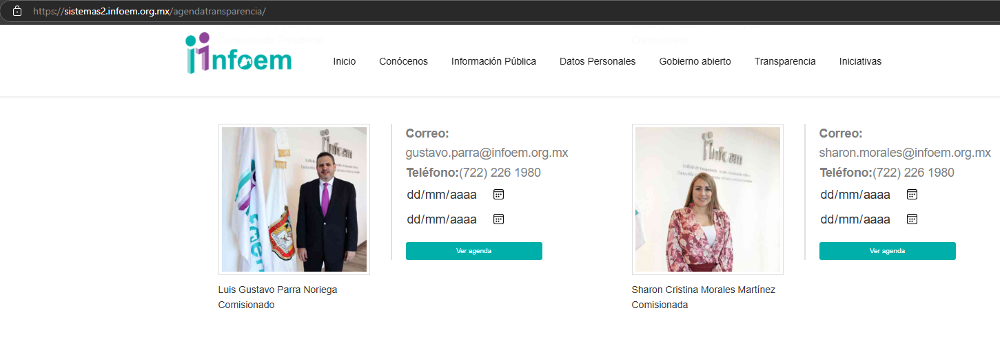 https://sistemas2.infoem.org.mx/agendatransparencia/
Comisionado Presidente
Comisionada
infoem
Inicio
Conócenos
Información Pública
Datos Personales
Gobierno abierto
Transparencia
Iniciativas
infoem
Correo:
gustavo.parra@infoem.org.mx
Teléfono:(722) 226 1980
dd/mm/aaaa
dd/mm/aaaa
Ver agenda
Luis Gustavo Parra Noriega
Comisionado
infoem
Correo:
sharon.morales@infoem.org.mx
Teléfono:(722) 226 1980
dd/mm/aaaa
dd/mm/aaaa
Ver agenda
Sharon Cristina Morales Martínez
Comisionada